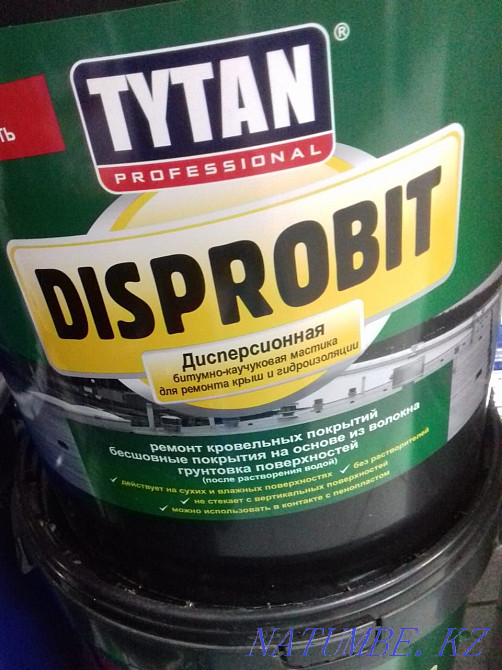 ТЬ
TYTAN®
PROFESSIONAL
DISPROBIT
Дисперсионная
битумно-каучуковая мастика
для ремонта крыш и гидроизоляции
ремонт кровельных покрытий
бесшовные покрытия на основе из волокна
грунтовка поверхностей
(после растворения водой)
✓ действует на сухих и влажных поверхностях ✓ без растворителей
✓ не стекает с вертикальных поверхностей
✓ можно использовать в контакте с пенопластом
NATUMBE.KZ